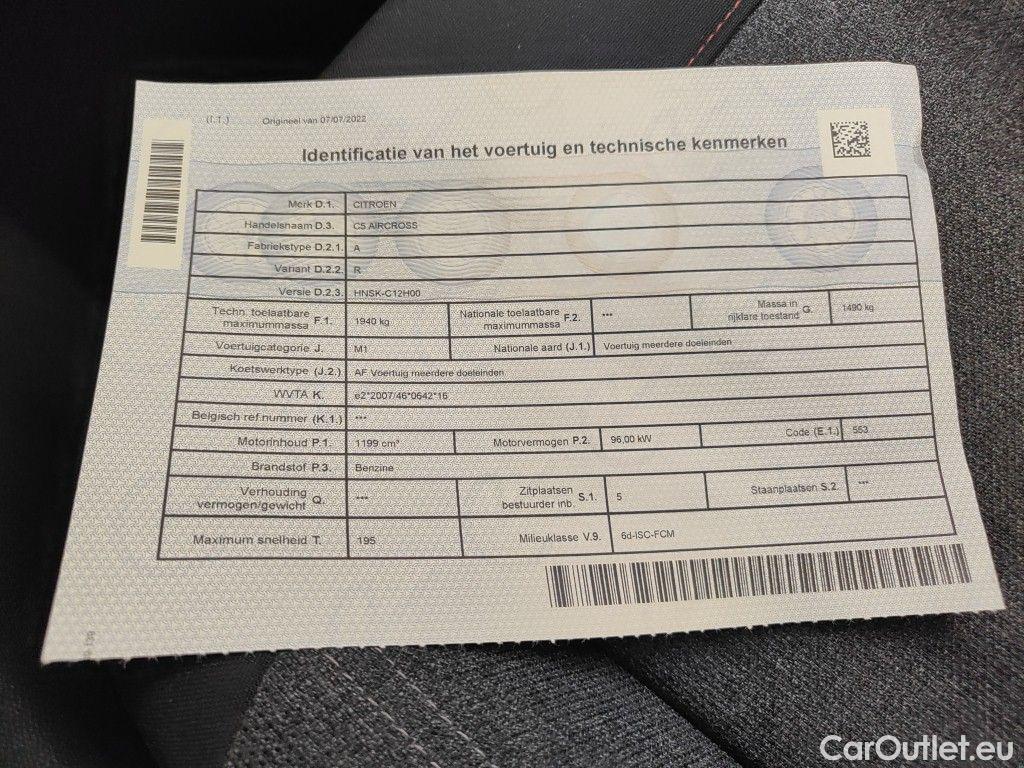 (I.1.) Origineel van 07/07/2022
Identificatie van het voertuig en technische kenmerken
Merk D.1. CITROEN
Handelsnaam D.3. C5 AIRCROSS
Fabriekstype D.2.1. A
Variant D.2.2. R
Versie D.2.3. HNSK-C12H00
Techn. toelaatbare maximummassa F.1. 1940 kg Nationale toelaatbare maximummassa F.2. *** Massa in rijklare toestand G. 1490 kg
Voertuigcategorie J. M1 Nationale aard (J.1.) Voertuig meerdere doeleinden
Koetswerktype (J.2.) AF Voertuig meerdere doeleinden
WVTA K. e2*2007/46*0642*16
Belgisch ref.nummer (K.1.) ***
Motorinhoud P.1. 1199 cm³ Motorvermogen P.2. 96,00 kW Code (E.1.) 553
Brandstof P.3. Benzine
Verhouding vermogen/gewicht Q. *** Zitplaatsen bestuurder inb. S.1. 5 Staanplaatsen S.2. ***
Maximum snelheid T. 195 Milieuklasse V.9. 6d-ISC-FCM
CarOutlet.eu